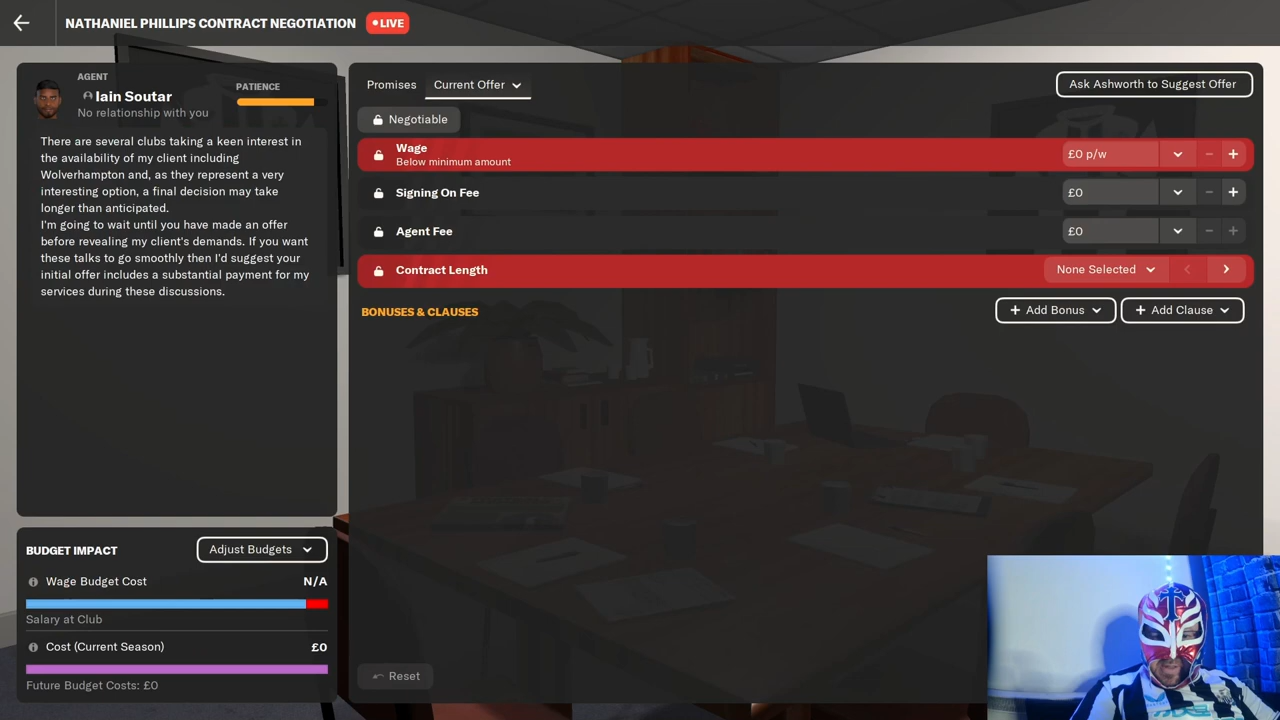 NATHANIEL PHILLIPS CONTRACT NEGOTIATION
LIVE
AGENT
Iain Soutar
No relationship with you
PATIENCE
There are several clubs taking a keen interest in
the availability of my client including
Wolverhampton and, as they represent a very
interesting option, a final decision may take
longer than anticipated.
I'm going to wait until you have made an offer
before revealing my client's demands. If you want
these talks to go smoothly then I'd suggest your
initial offer includes a substantial payment for my
services during these discussions.
BUDGET IMPACT
Adjust Budgets
Wage Budget Cost N/A
Salary at Club
Cost (Current Season) £0
Future Budget Costs: £0
Promises Current Offer
Ask Ashworth to Suggest Offer
Negotiable
Wage
Below minimum amount
£0 p/w
Signing On Fee £0
Agent Fee £0
Contract Length None Selected
BONUSES & CLAUSES
Add Bonus
Add Clause
Reset